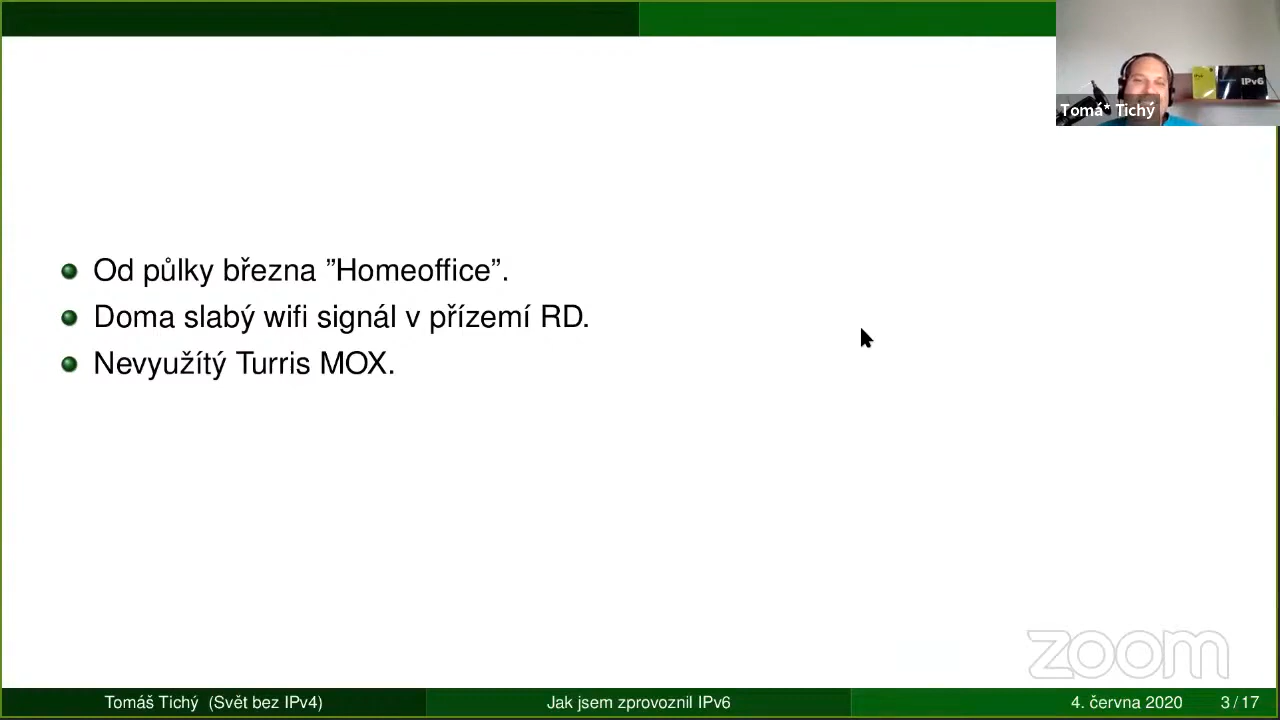 IPv6
Tomá* Tichý
Od půlky března ”Homeoffice”.
Doma slabý wifi signál v přízemí RD.
Nevyužítý Turris MOX.
zoom
Tomáš Tichý (Svět bez IPv4)
Jak jsem zprovoznil IPv6
4. června 2020
3 / 17